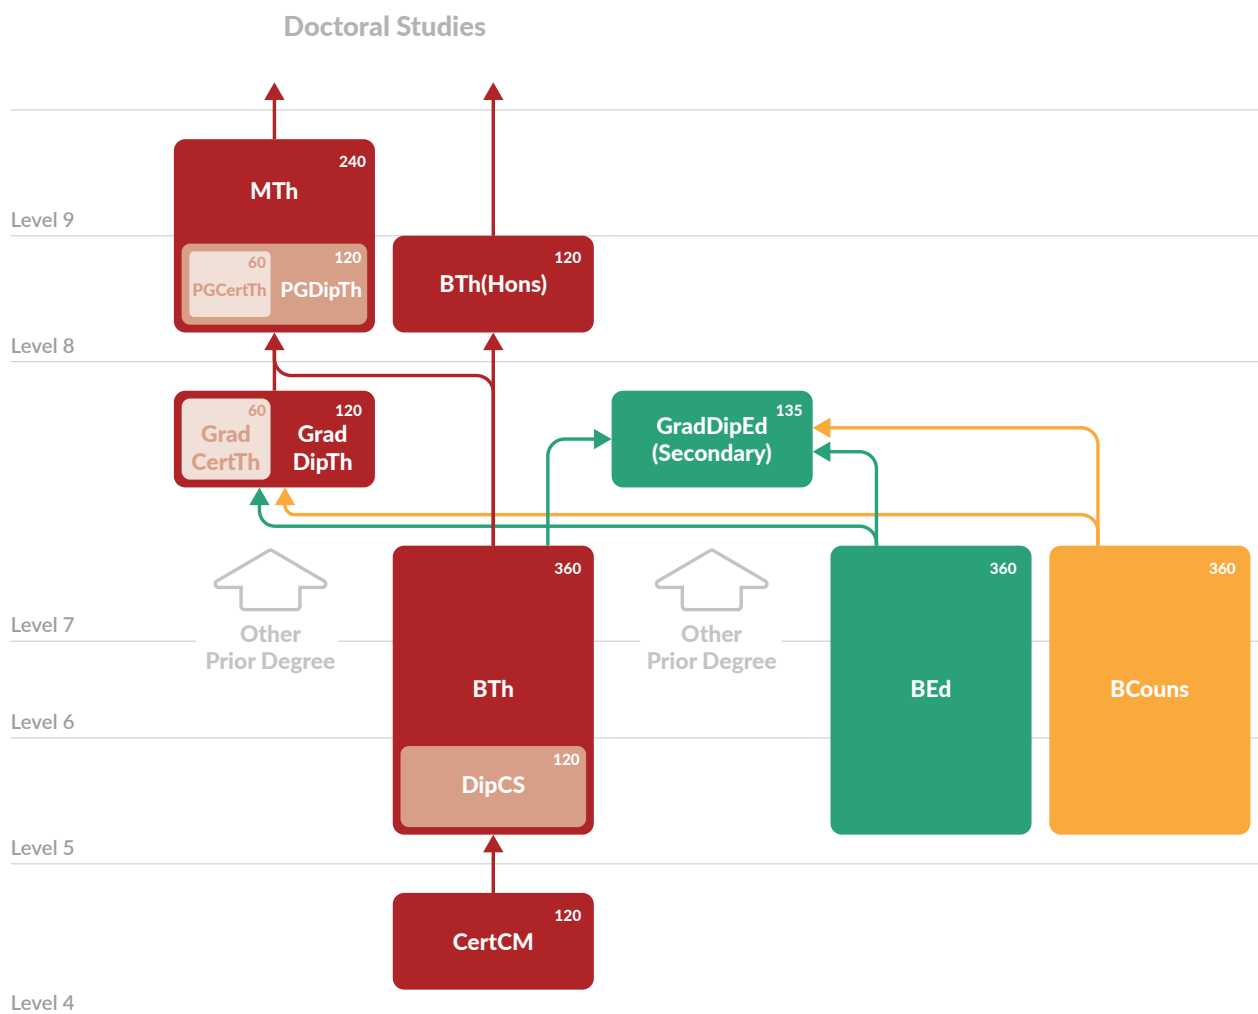 Doctoral Studies
240
MTh
Level 9
60
120
120
PGCertTh
PGDipTh
BTh(Hons)
Level 8
60
120
135
Grad
CertTh
Grad
DipTh
GradDipEd
(Secondary)
360
360
360
Level 7
Other
Prior Degree
Other
Prior Degree
BTh
BEd
BCouns
Level 6
120
DipCS
Level 5
120
CertCM
Level 4